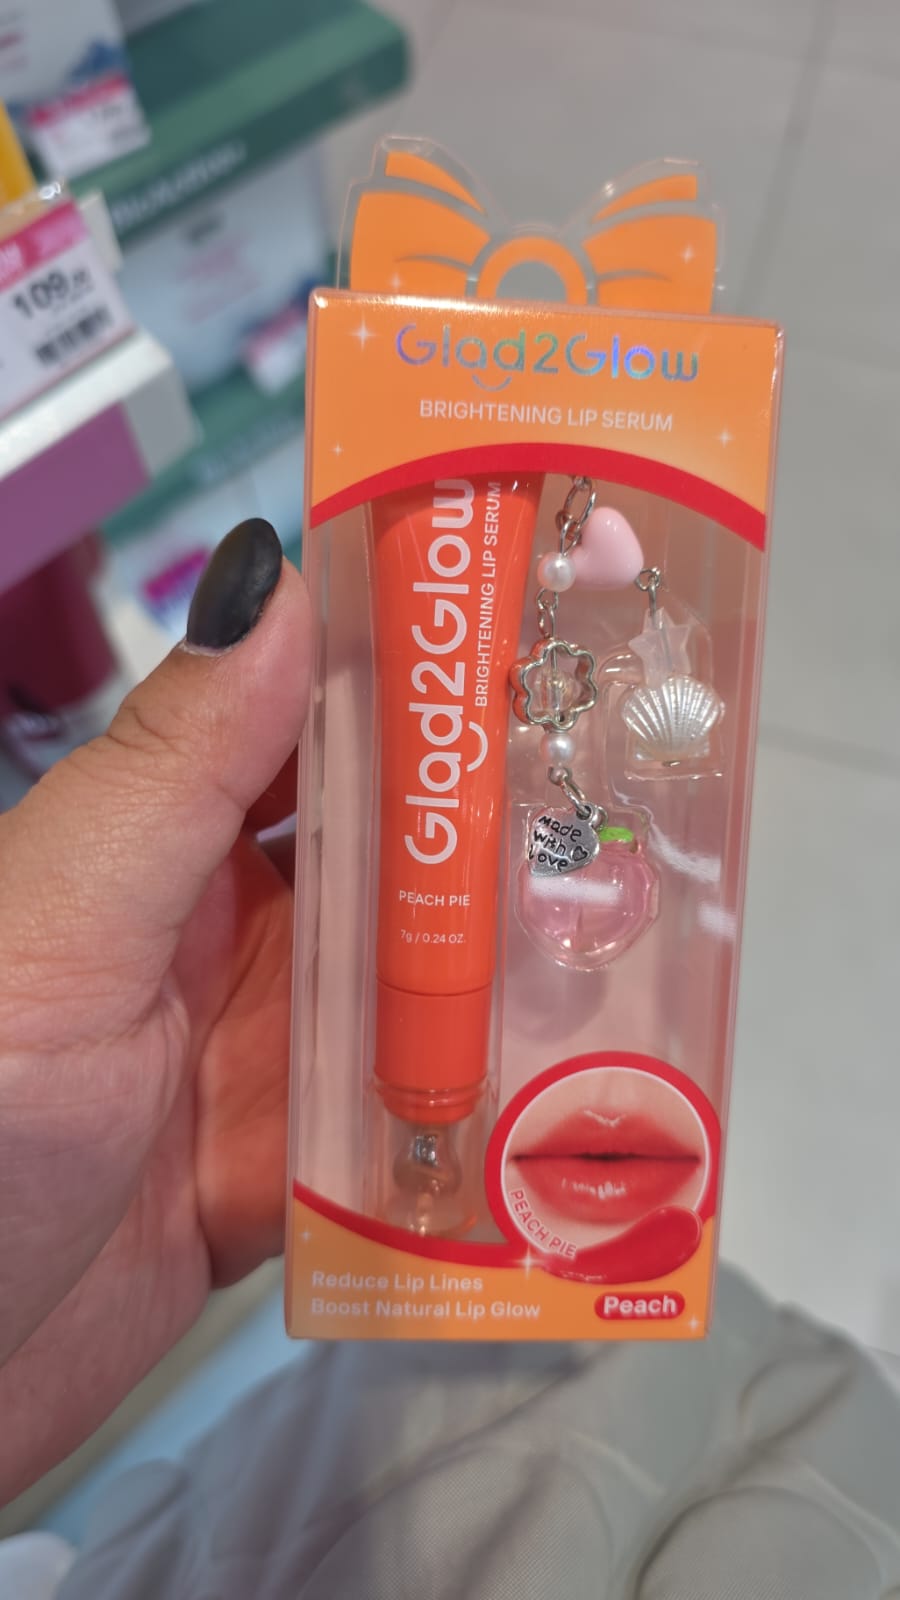 109
Glad2Glow
BRIGHTENING LIP SERUM
Glad2Glow
BRIGHTENING LIP SERUM
PEACH PIE
7g / 0.24 OZ.
Made
with
love
PEACH PIE
Reduce Lip Lines
Boost Natural Lip Glow
Peach